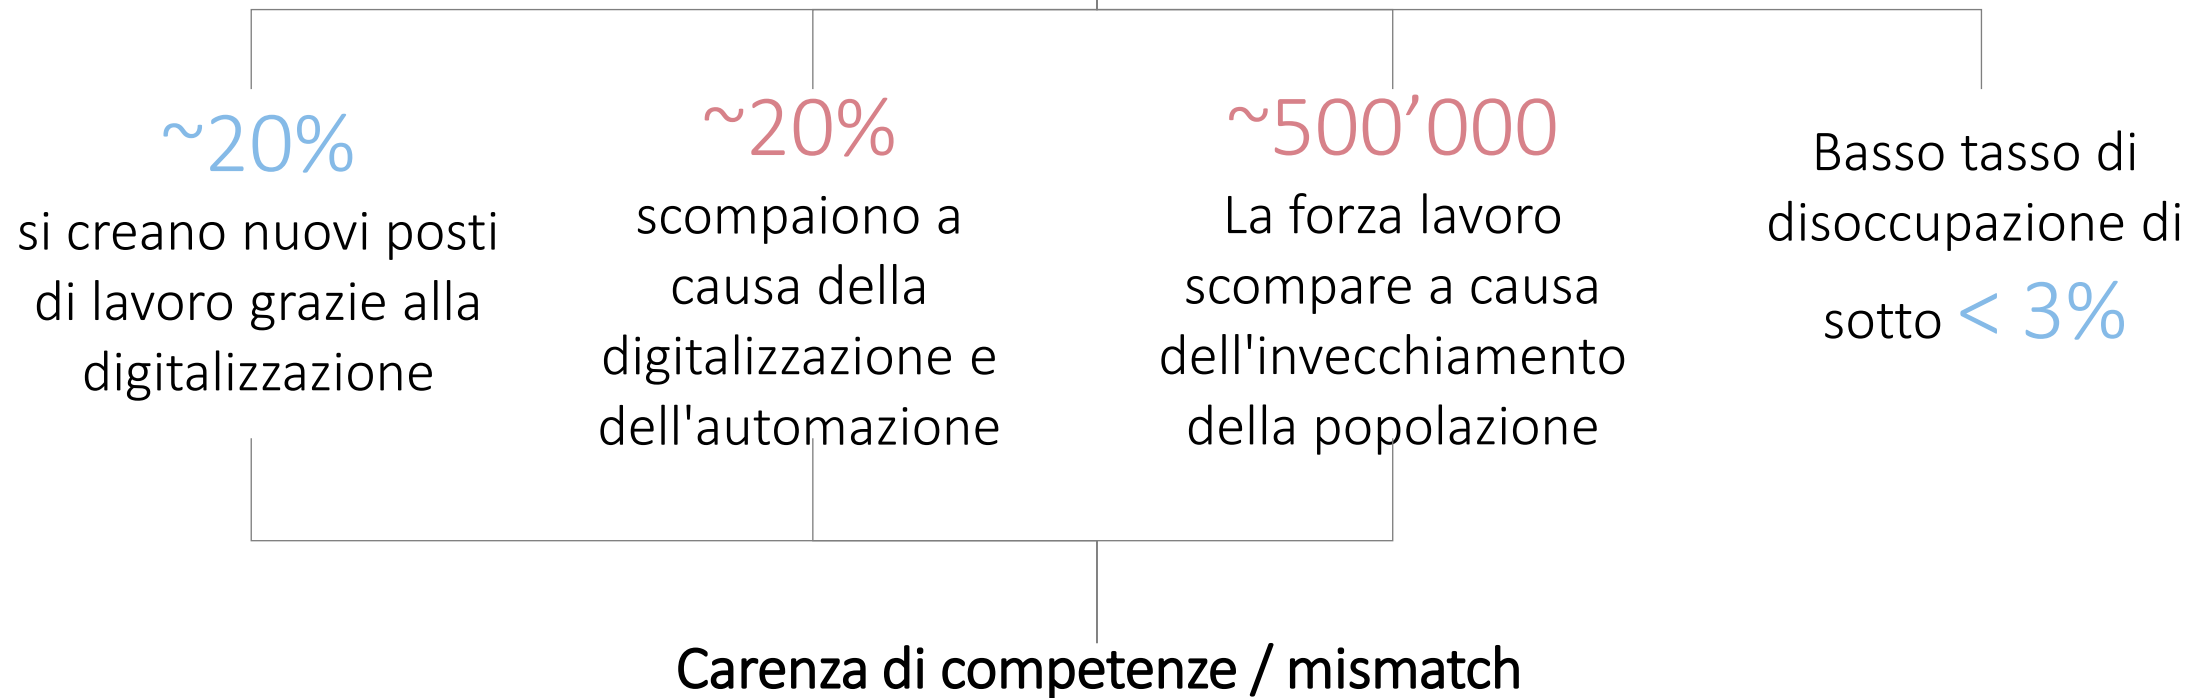 ~20%
si creano nuovi posti
di lavoro grazie alla
digitalizzazione
~20%
scompaiono a
causa della
digitalizzazione e
dell'automazione
~500’000
La forza lavoro
scompare a causa
dell'invecchiamento
della popolazione
Basso tasso di
disoccupazione di
sotto < 3%
Carenza di competenze / mismatch